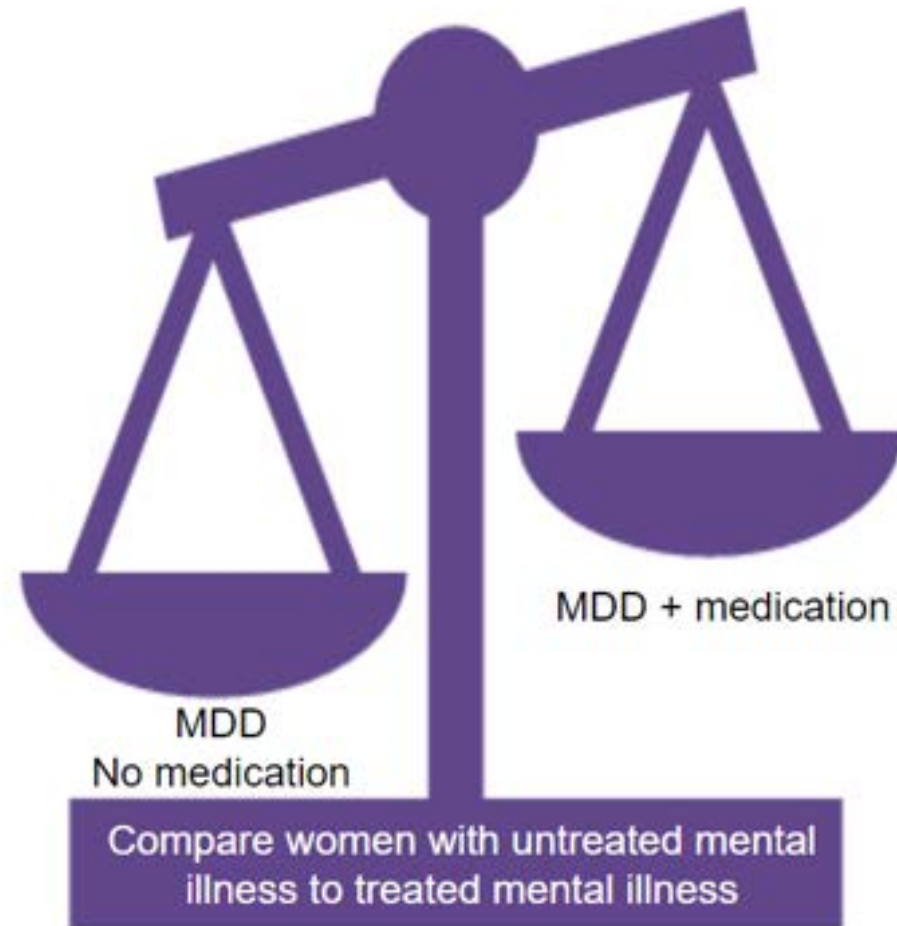 MDD + medication
MDD
No medication
Compare women with untreated mental
illness to treated mental illness